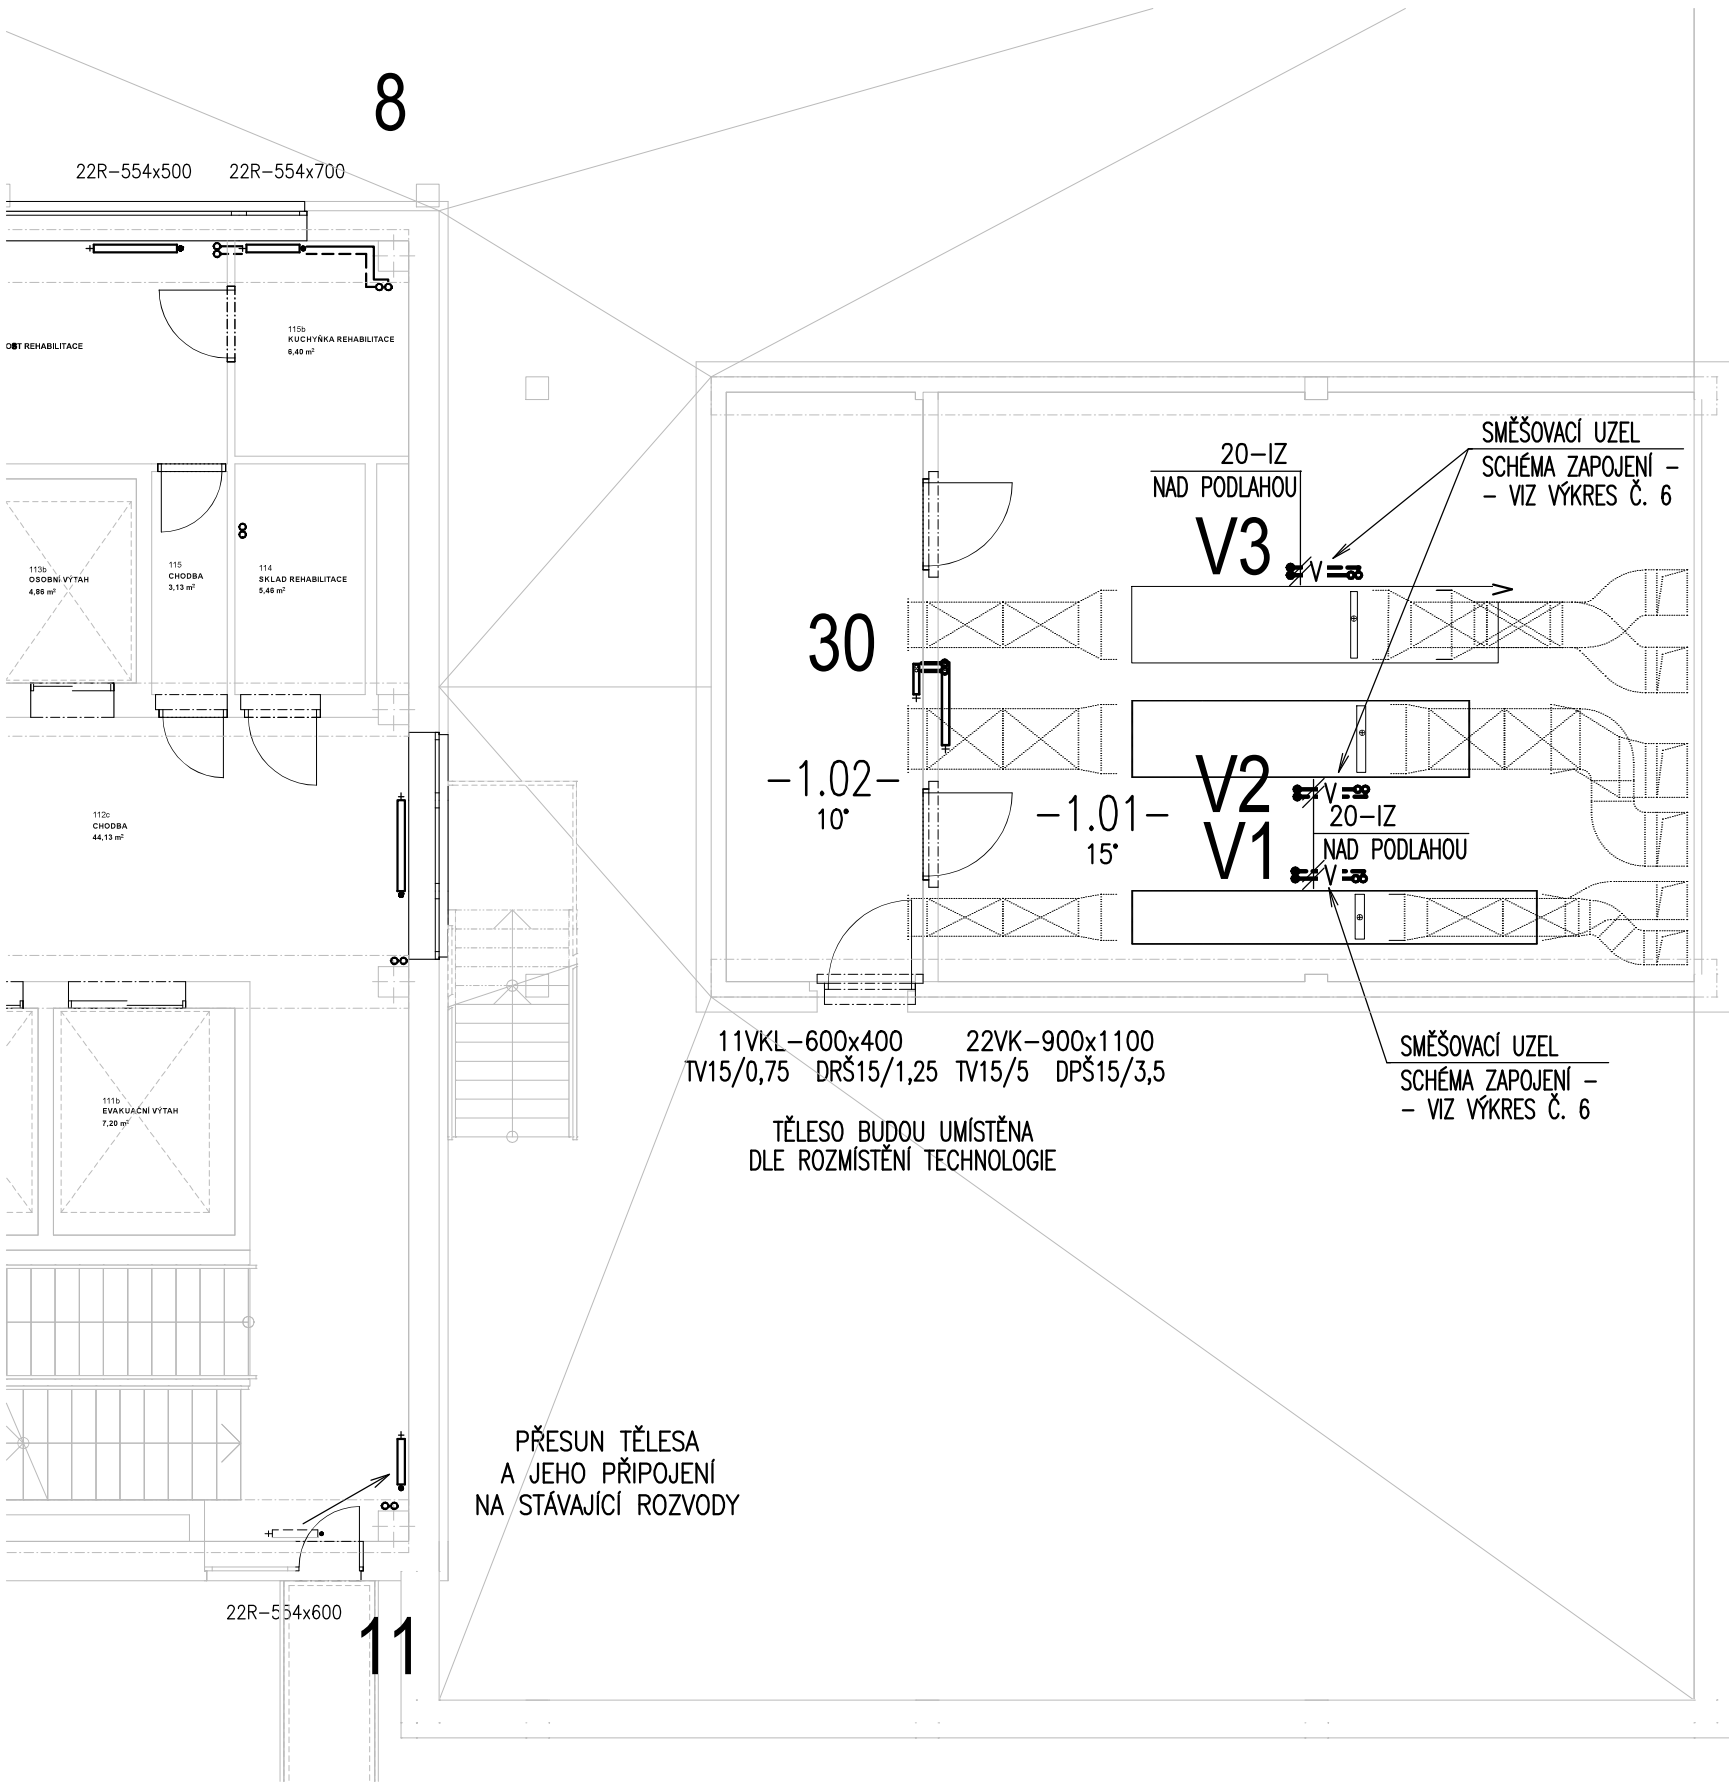 8
22R-554x500
22R-554x700
115b
KUCHYŇKA REHABILITACE
6,40 m²
REHABILITACE
113b
OSOBNÍ VÝTAH
4,86 m²
115
CHODBA
3,13 m²
114
SKLAD REHABILITACE
5,46 m²
112c
CHODBA
44,13 m²
111b
EVAKUAČNÍ VÝTAH
7,20 m²
20-IZ
NAD PODLAHOU
SMĚŠOVACÍ UZEL
SCHÉMA ZAPOJENÍ -
- VIZ VÝKRES Č. 6
V3
V
30
-1.02-
10°
-1.01-
15°
V2
V
20-IZ
NAD PODLAHOU
V1
V
11VKL-600x400
TV15/0,75 DRŠ15/1,25
22VK-900x1100
TV15/5 DPŠ15/3,5
TĚLESO BUDOU UMÍSTĚNA
DLE ROZMÍSTĚNÍ TECHNOLOGIE
SMĚŠOVACÍ UZEL
SCHÉMA ZAPOJENÍ -
- VIZ VÝKRES Č. 6
PŘESUN TĚLESA
A JEHO PŘIPOJENÍ
NA STÁVAJÍCÍ ROZVODY
22R-554x600
11